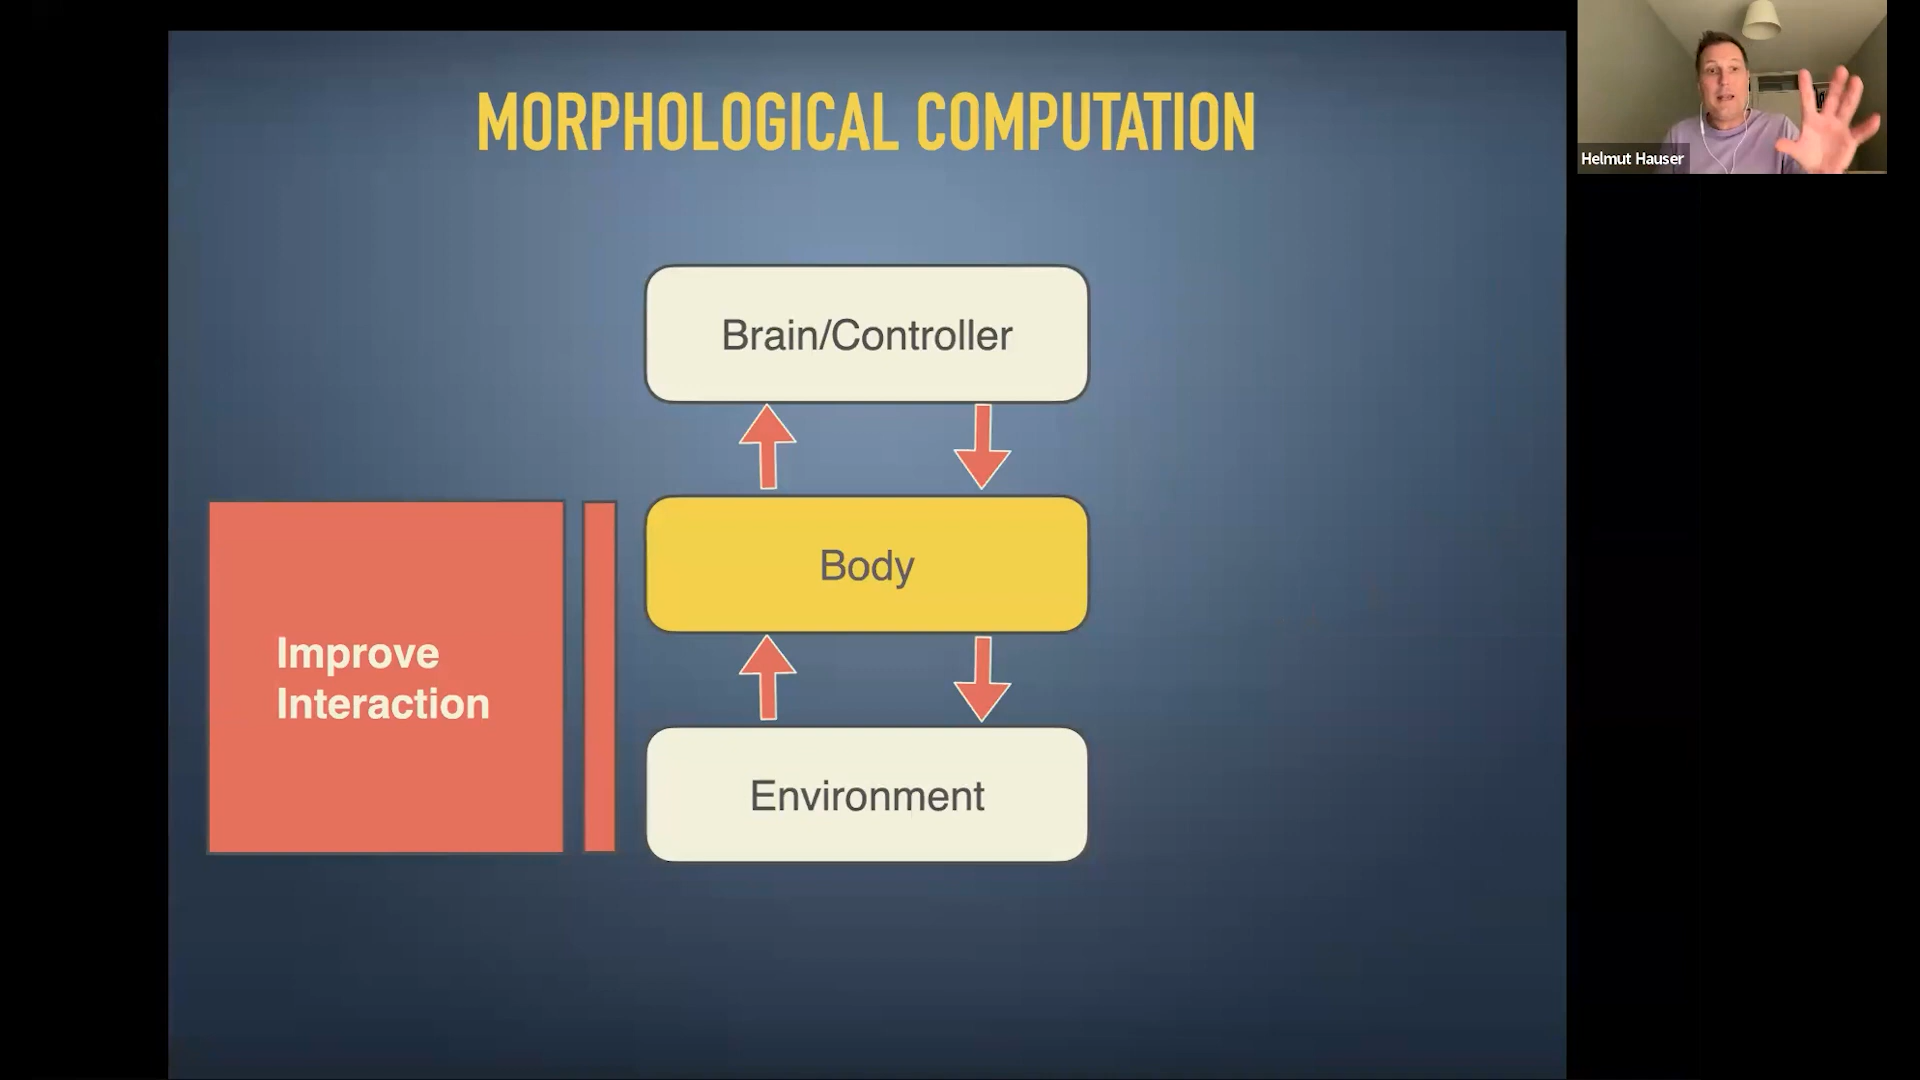 MORPHOLOGICAL COMPUTATION
Helmut Hauser
Brain/Controller
Body
Improve
Interaction
Environment